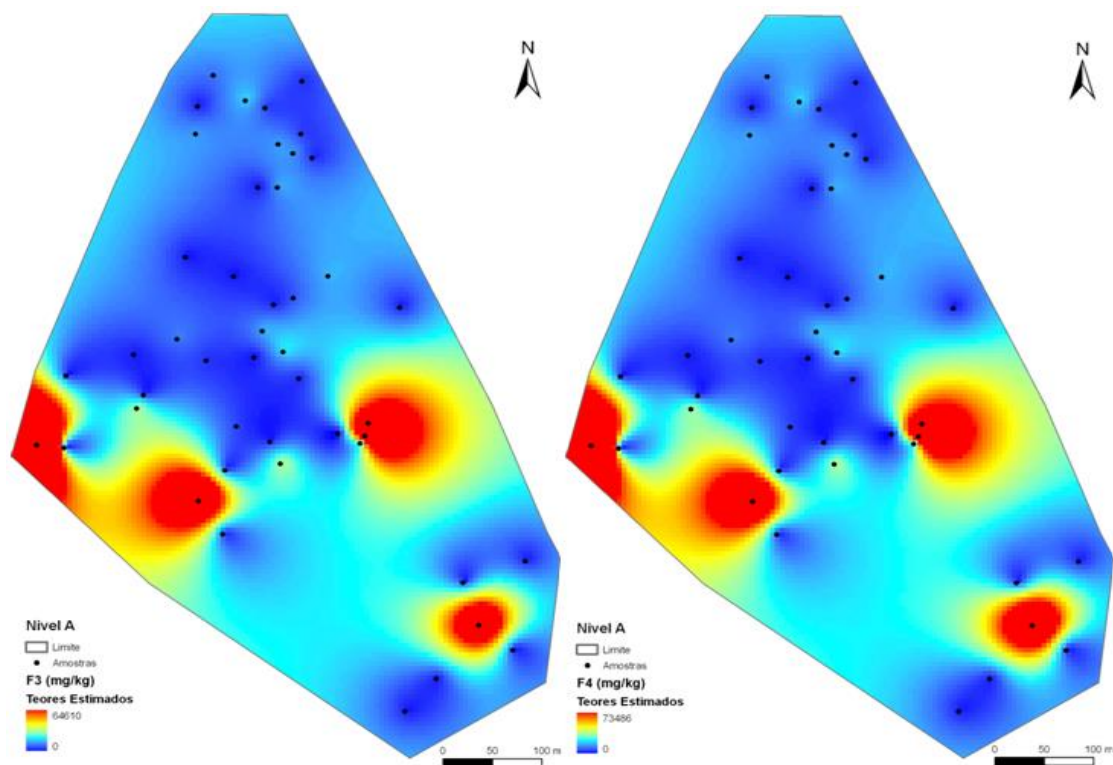 N
Nivel A
Limite
Amostras
F3 (mg/kg)
Teores Estimados
64610
0
0 50 100 m
N
Nivel A
Limite
Amostras
F4 (mg/kg)
Teores Estimados
73486
0
0 50 100 m